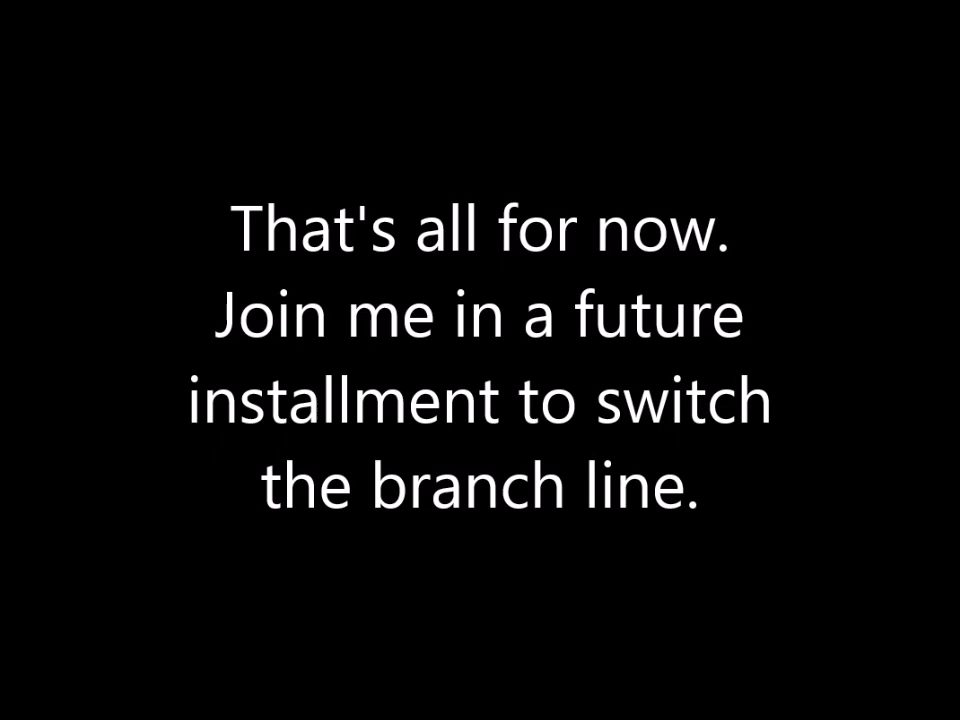 That's all for now.
Join me in a future
installment to switch
the branch line.